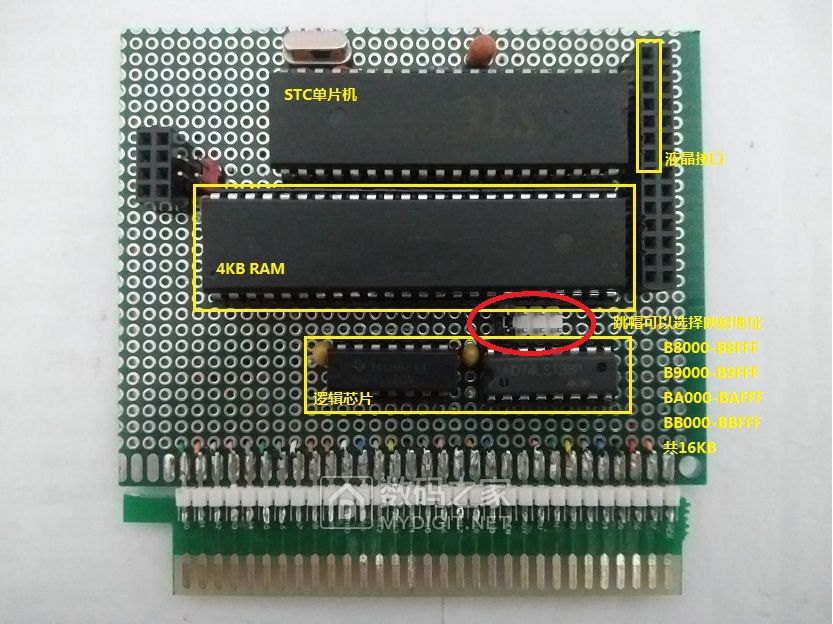 STC单片机
液晶接口
4KB RAM
跳帽可以选择映射地址
B8000-B8FFF
B9000-B9FFF
BA000-BAFFF
BB000-BBFFF
共16KB
HD74LS138P
逻辑芯片
数码之家
MYDIGIT.NET